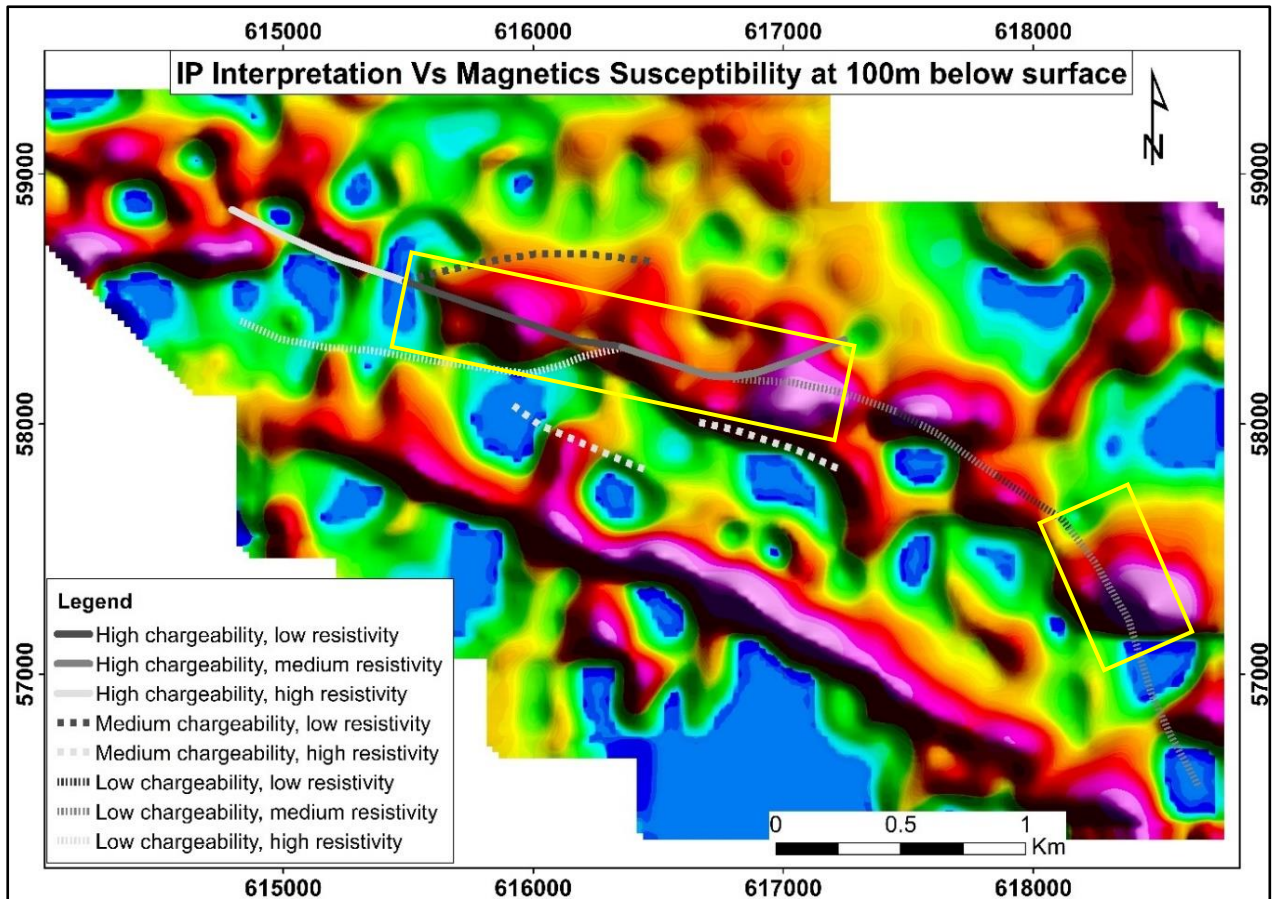 615000 616000 617000 618000
IP Interpretation Vs Magnetics Susceptibility at 100m below surface
N
59000 59000
58000 58000
57000 57000
Legend
High chargeability, low resistivity
High chargeability, medium resistivity
High chargeability, high resistivity
Medium chargeability, low resistivity
Medium chargeability, high resistivity
Low chargeability, low resistivity
Low chargeability, medium resistivity
Low chargeability, high resistivity
0 0.5 1
Km
615000 616000 617000 618000